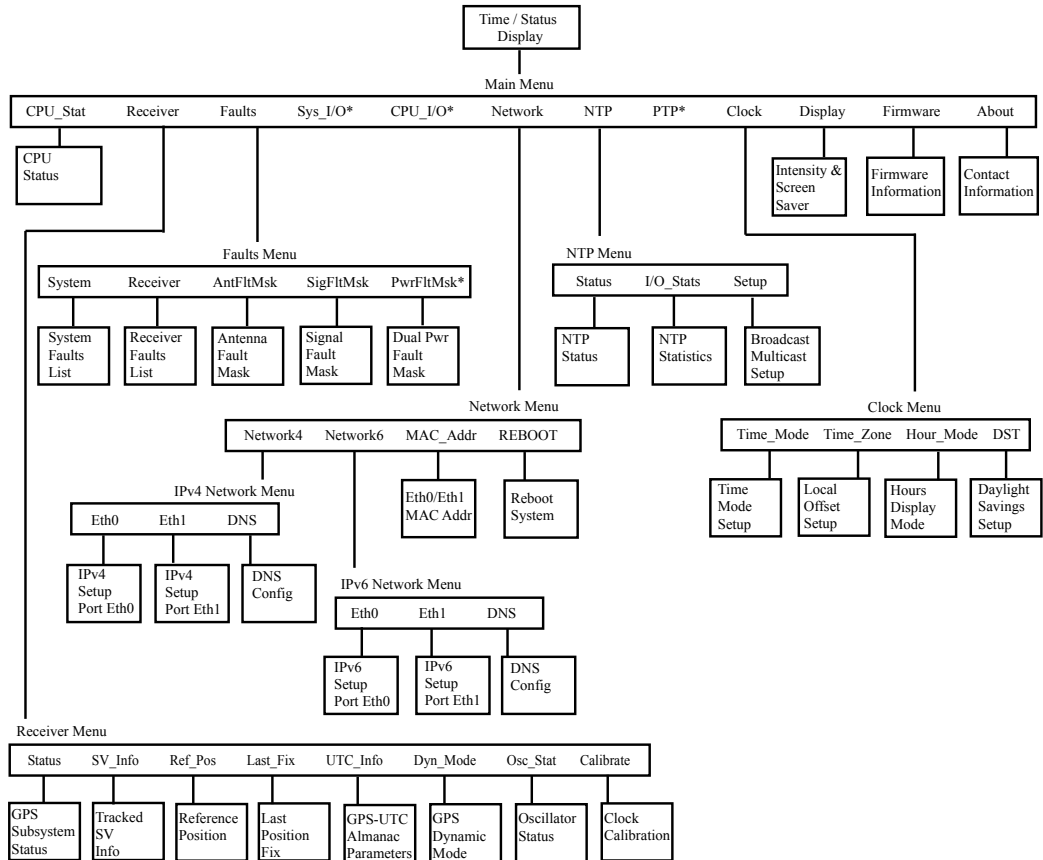 Time / Status
Display
Main Menu
CPU_Stat Receiver Faults Sys_I/O* CPU_I/O* Network NTP PTP* Clock Display Firmware About
CPU
Status
Intensity &
Screen
Saver
Firmware
Information
Contact
Information
Faults Menu
System Receiver AntFltMsk SigFltMsk PwrFltMsk*
System
Faults
List
Receiver
Faults
List
Antenna
Fault
Mask
Signal
Fault
Mask
Dual Pwr
Fault
Mask
NTP Menu
Status I/O_Stats Setup
NTP
Status
NTP
Statistics
Broadcast
Multicast
Setup
Network Menu
Network4 Network6 MAC_Addr REBOOT
Eth0/Eth1
MAC Addr
Reboot
System
Clock Menu
Time_Mode Time_Zone Hour_Mode DST
Time
Mode
Setup
Local
Offset
Setup
Hours
Display
Mode
Daylight
Savings
Setup
IPv4 Network Menu
Eth0 Eth1 DNS
IPv4
Setup
Port Eth0
IPv4
Setup
Port Eth1
DNS
Config
IPv6 Network Menu
Eth0 Eth1 DNS
IPv6
Setup
Port Eth0
IPv6
Setup
Port Eth1
DNS
Config
Receiver Menu
Status SV_Info Ref_Pos Last_Fix UTC_Info Dyn_Mode Osc_Stat Calibrate
GPS
Subsystem
Status
Tracked
SV
Info
Reference
Position
Last
Position
Fix
GPS-UTC
Almanac
Parameters
GPS
Dynamic
Mode
Oscillator
Status
Clock
Calibration